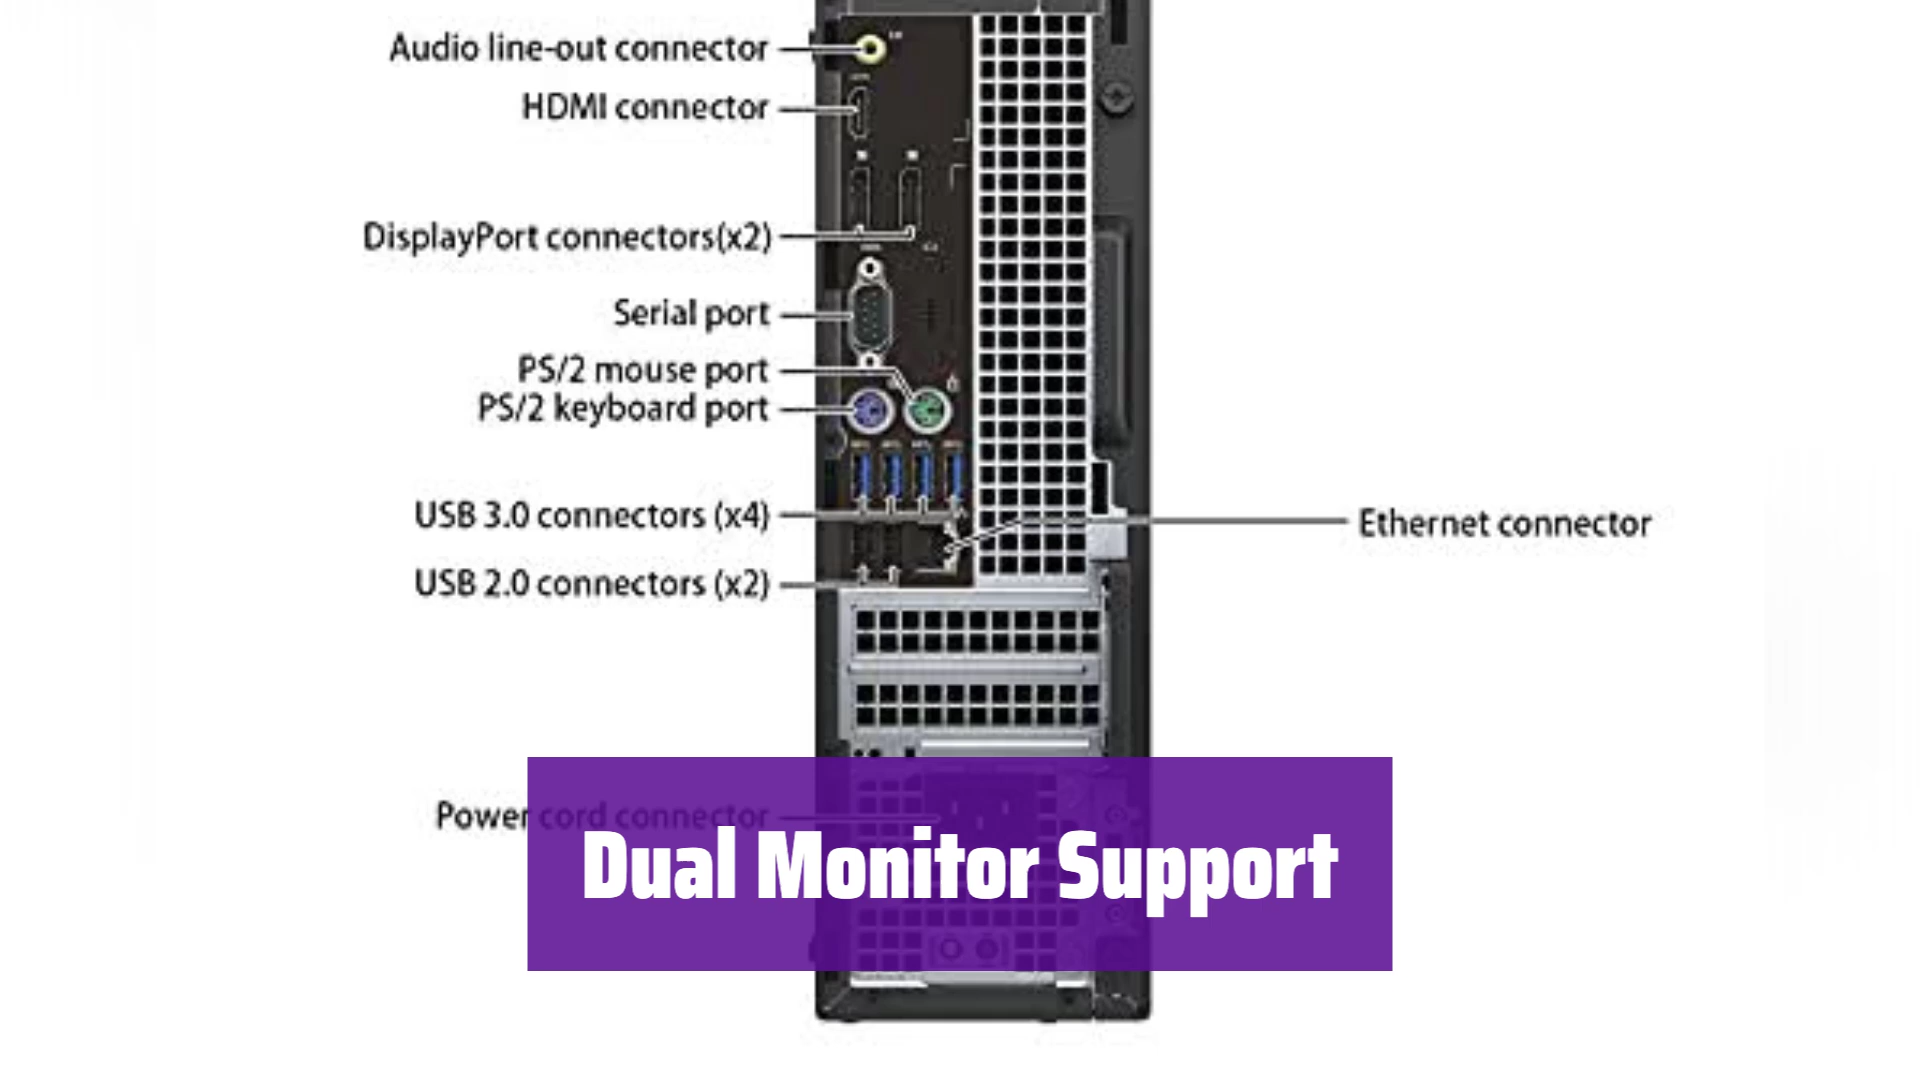 Audio line-out connector
HDMI connector
DisplayPort connectors(x2)
Serial port
PS/2 mouse port
PS/2 keyboard port
USB 3.0 connectors (x4)
Ethernet connector
USB 2.0 connectors (x2)
Power cord connector
Dual Monitor Support